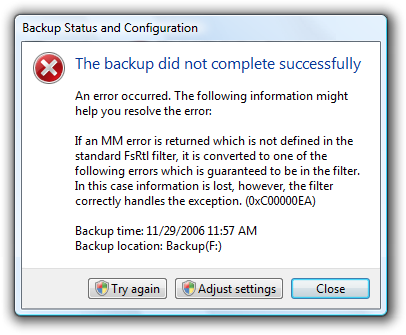 Backup Status and Configuration
The backup did not complete successfully
An error occurred. The following information might
help you resolve the error:
If an MM error is returned which is not defined in the
standard FsRtl filter, it is converted to one of the
following errors which is guaranteed to be in the filter.
In this case information is lost, however, the filter
correctly handles the exception. (0xC00000EA)
Backup time: 11/29/2006 11:57 AM
Backup location: Backup(F:)
Try again
Adjust settings
Close